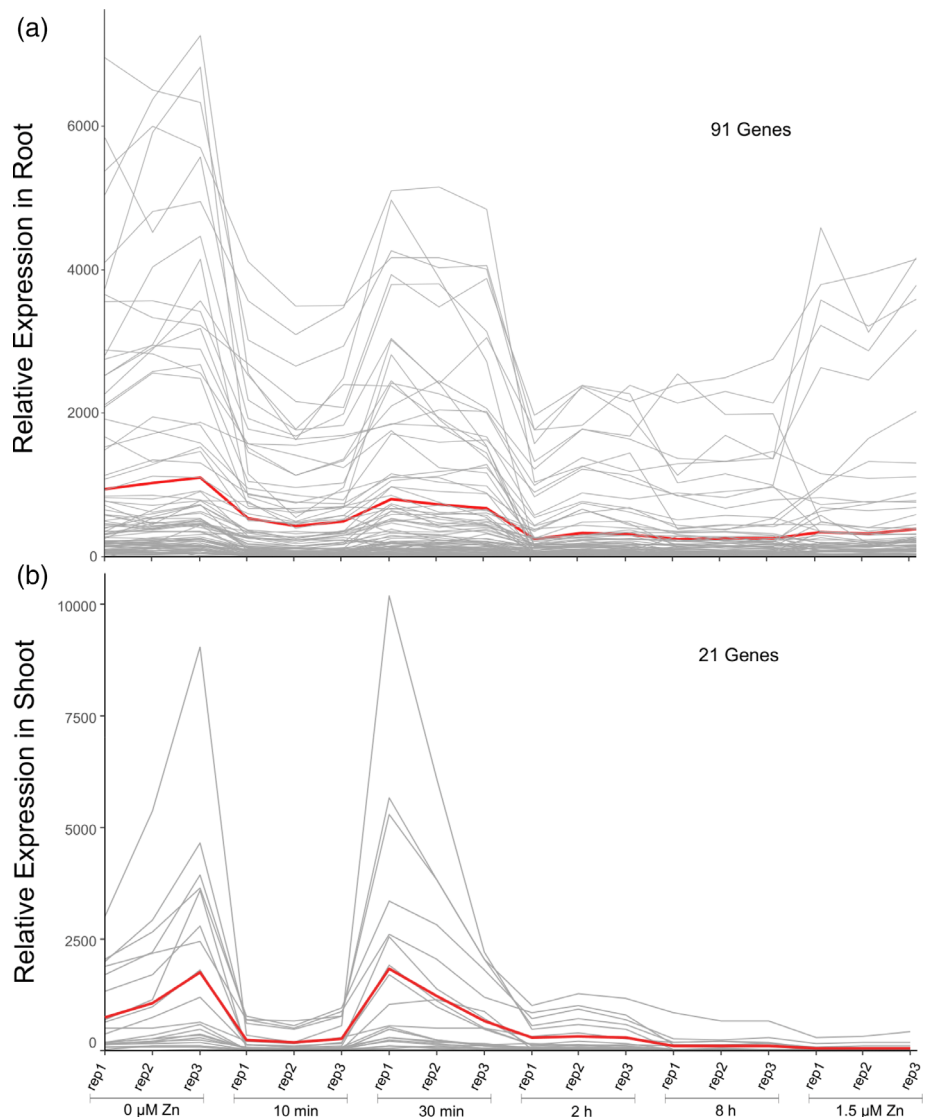 (a)
Relative Expression in Root
6000
4000
2000
0
91 Genes
(b)
Relative Expression in Shoot
10000
7500
5000
2500
0
21 Genes
rep1 rep2 rep3 rep1 rep2 rep3 rep1 rep2 rep3 rep1 rep2 rep3 rep1 rep2 rep3 rep1 rep2 rep3
0 µM Zn 10 min 30 min 2 h 8 h 1.5 µM Zn